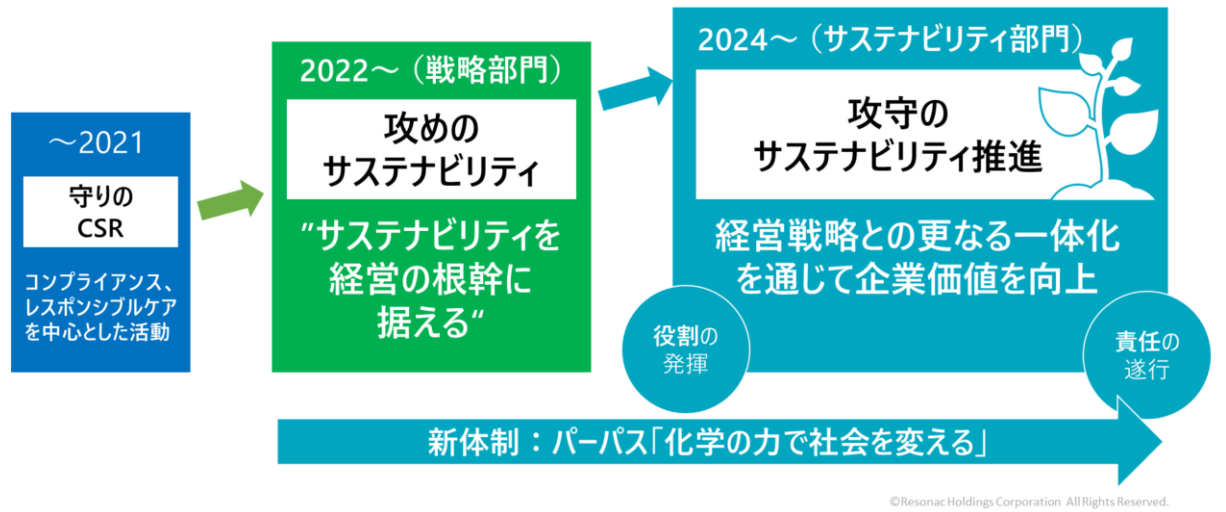 ~2021
守りの
CSR
コンプライアンス、
レスポンシブルケア
を中心とした活動
2022~（戦略部門）
攻めの
サステナビリティ
"サステナビリティを
経営の根幹に
据える"
2024~（サステナビリティ部門）
攻守の
サステナビリティ推進
経営戦略との更なる一体化
を通じて企業価値を向上
役割の
発揮
責任の
遂行
新体制：パーパス「化学の力で社会を変える」
©Resonac Holdings Corporation All Rights Reserved.